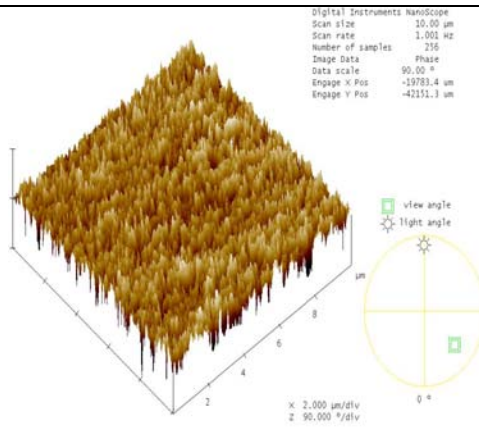 Digital Instruments NanoScope
Scan size 10.00 µm
Scan rate 1.001 Hz
Number of samples 256
Image Data Phase
Data scale 90.00 º
Engage X Pos -19783.4 um
Engage Y Pos -42151.3 um
view angle
light angle
µm
8
6
4
2
0 º
X 2.000 µm/div
Z 90.000 º/div